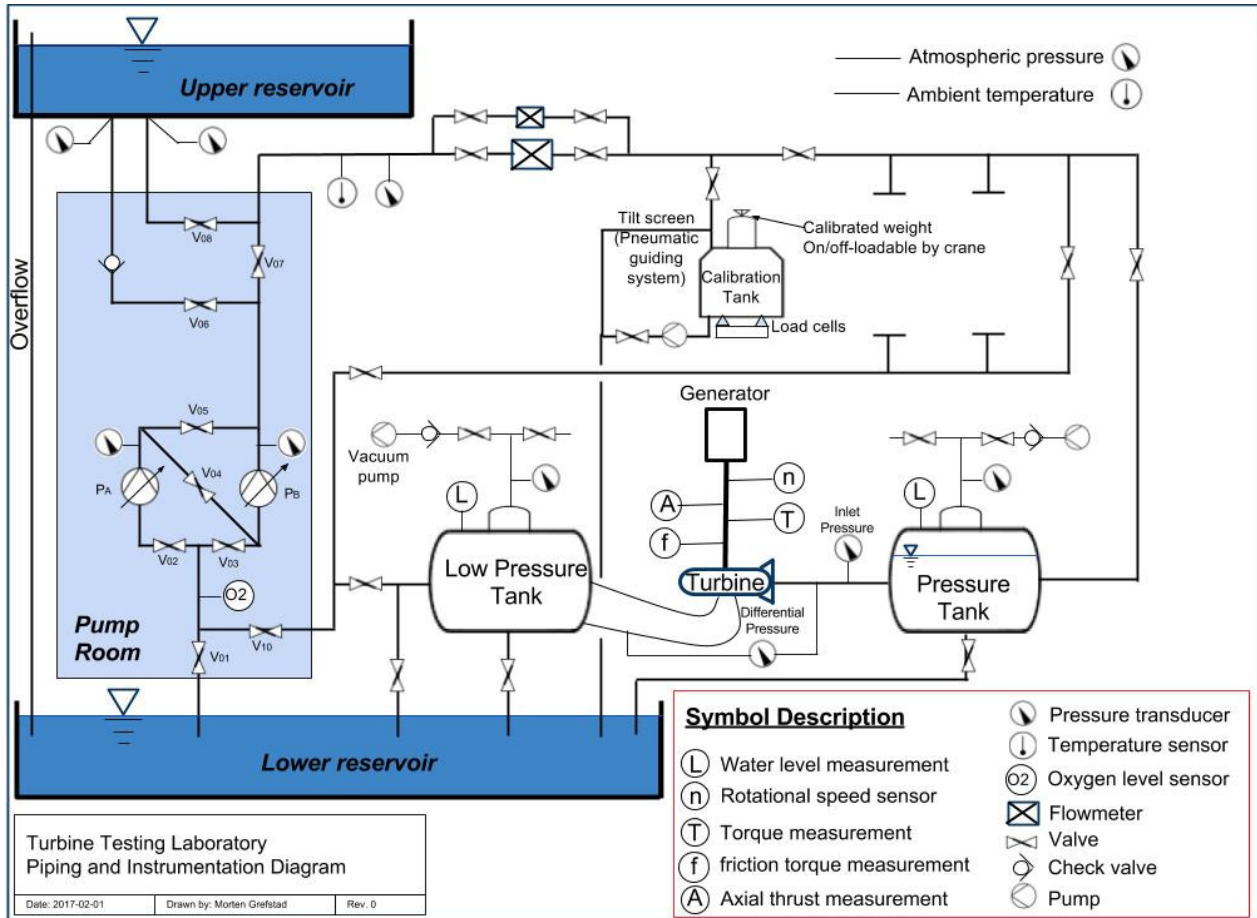 Upper reservoir
Atmospheric pressure
Ambient temperature
Overflow
V08
V07
V06
Tilt screen
(Pneumatic
guiding
system)
Calibrated weight
On/off-loadable by crane
Calibration
Tank
Load cells
V05
V04
PA
PB
V02
V03
O2
Pump
Room
V01
V10
Vacuum
pump
L
Low Pressure
Tank
Generator
n
A
T
f
Turbine
Differential
Pressure
Inlet
Pressure
L
Pressure
Tank
Lower reservoir
Symbol Description
L Water level measurement
n Rotational speed sensor
T Torque measurement
f friction torque measurement
A Axial thrust measurement
Pressure transducer
Temperature sensor
O2 Oxygen level sensor
Flowmeter
Valve
Check valve
Pump
Turbine Testing Laboratory
Piping and Instrumentation Diagram
Date: 2017-02-01
Drawn by: Morten Grefstad
Rev. 0